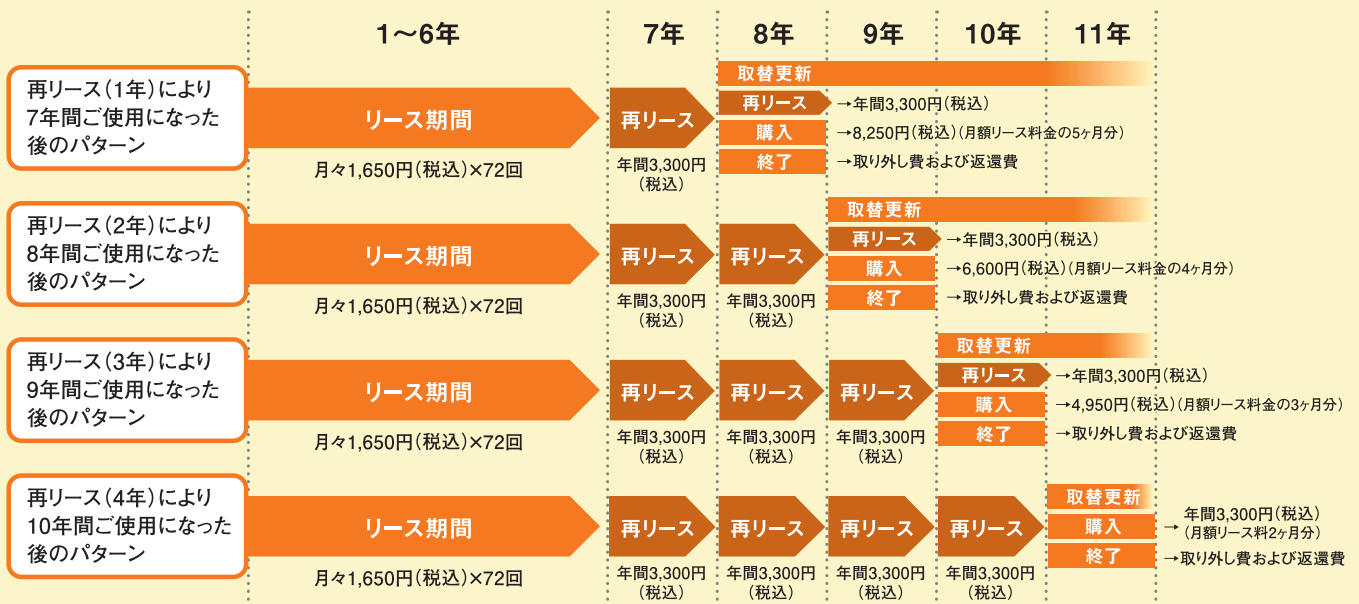 1〜6年
7年
8年
9年
10年
11年
再リース(1年)により
7年間ご使用になった
後のパターン
リース期間
月々1,650円(税込)×72回
再リース
年間3,300円
(税込)
取替更新
再リース
→年間3,300円(税込)
購入
→8,250円(税込)(月額リース料金の5ヶ月分)
終了
→取り外し費および返還費
再リース(2年)により
8年間ご使用になった
後のパターン
リース期間
月々1,650円(税込)×72回
再リース
年間3,300円
(税込)
再リース
年間3,300円
(税込)
取替更新
再リース
→年間3,300円(税込)
購入
→6,600円(税込)(月額リース料金の4ヶ月分)
終了
→取り外し費および返還費
再リース(3年)により
9年間ご使用になった
後のパターン
リース期間
月々1,650円(税込)×72回
再リース
年間3,300円
(税込)
再リース
年間3,300円
(税込)
再リース
年間3,300円
(税込)
取替更新
再リース
→年間3,300円(税込)
購入
→4,950円(税込)(月額リース料金の3ヶ月分)
終了
→取り外し費および返還費
再リース(4年)により
10年間ご使用になった
後のパターン
リース期間
月々1,650円(税込)×72回
再リース
年間3,300円
(税込)
再リース
年間3,300円
(税込)
再リース
年間3,300円
(税込)
再リース
年間3,300円
(税込)
取替更新
購入
→年間3,300円(税込)
(月額リース料2ヶ月分)
終了
→取り外し費および返還費